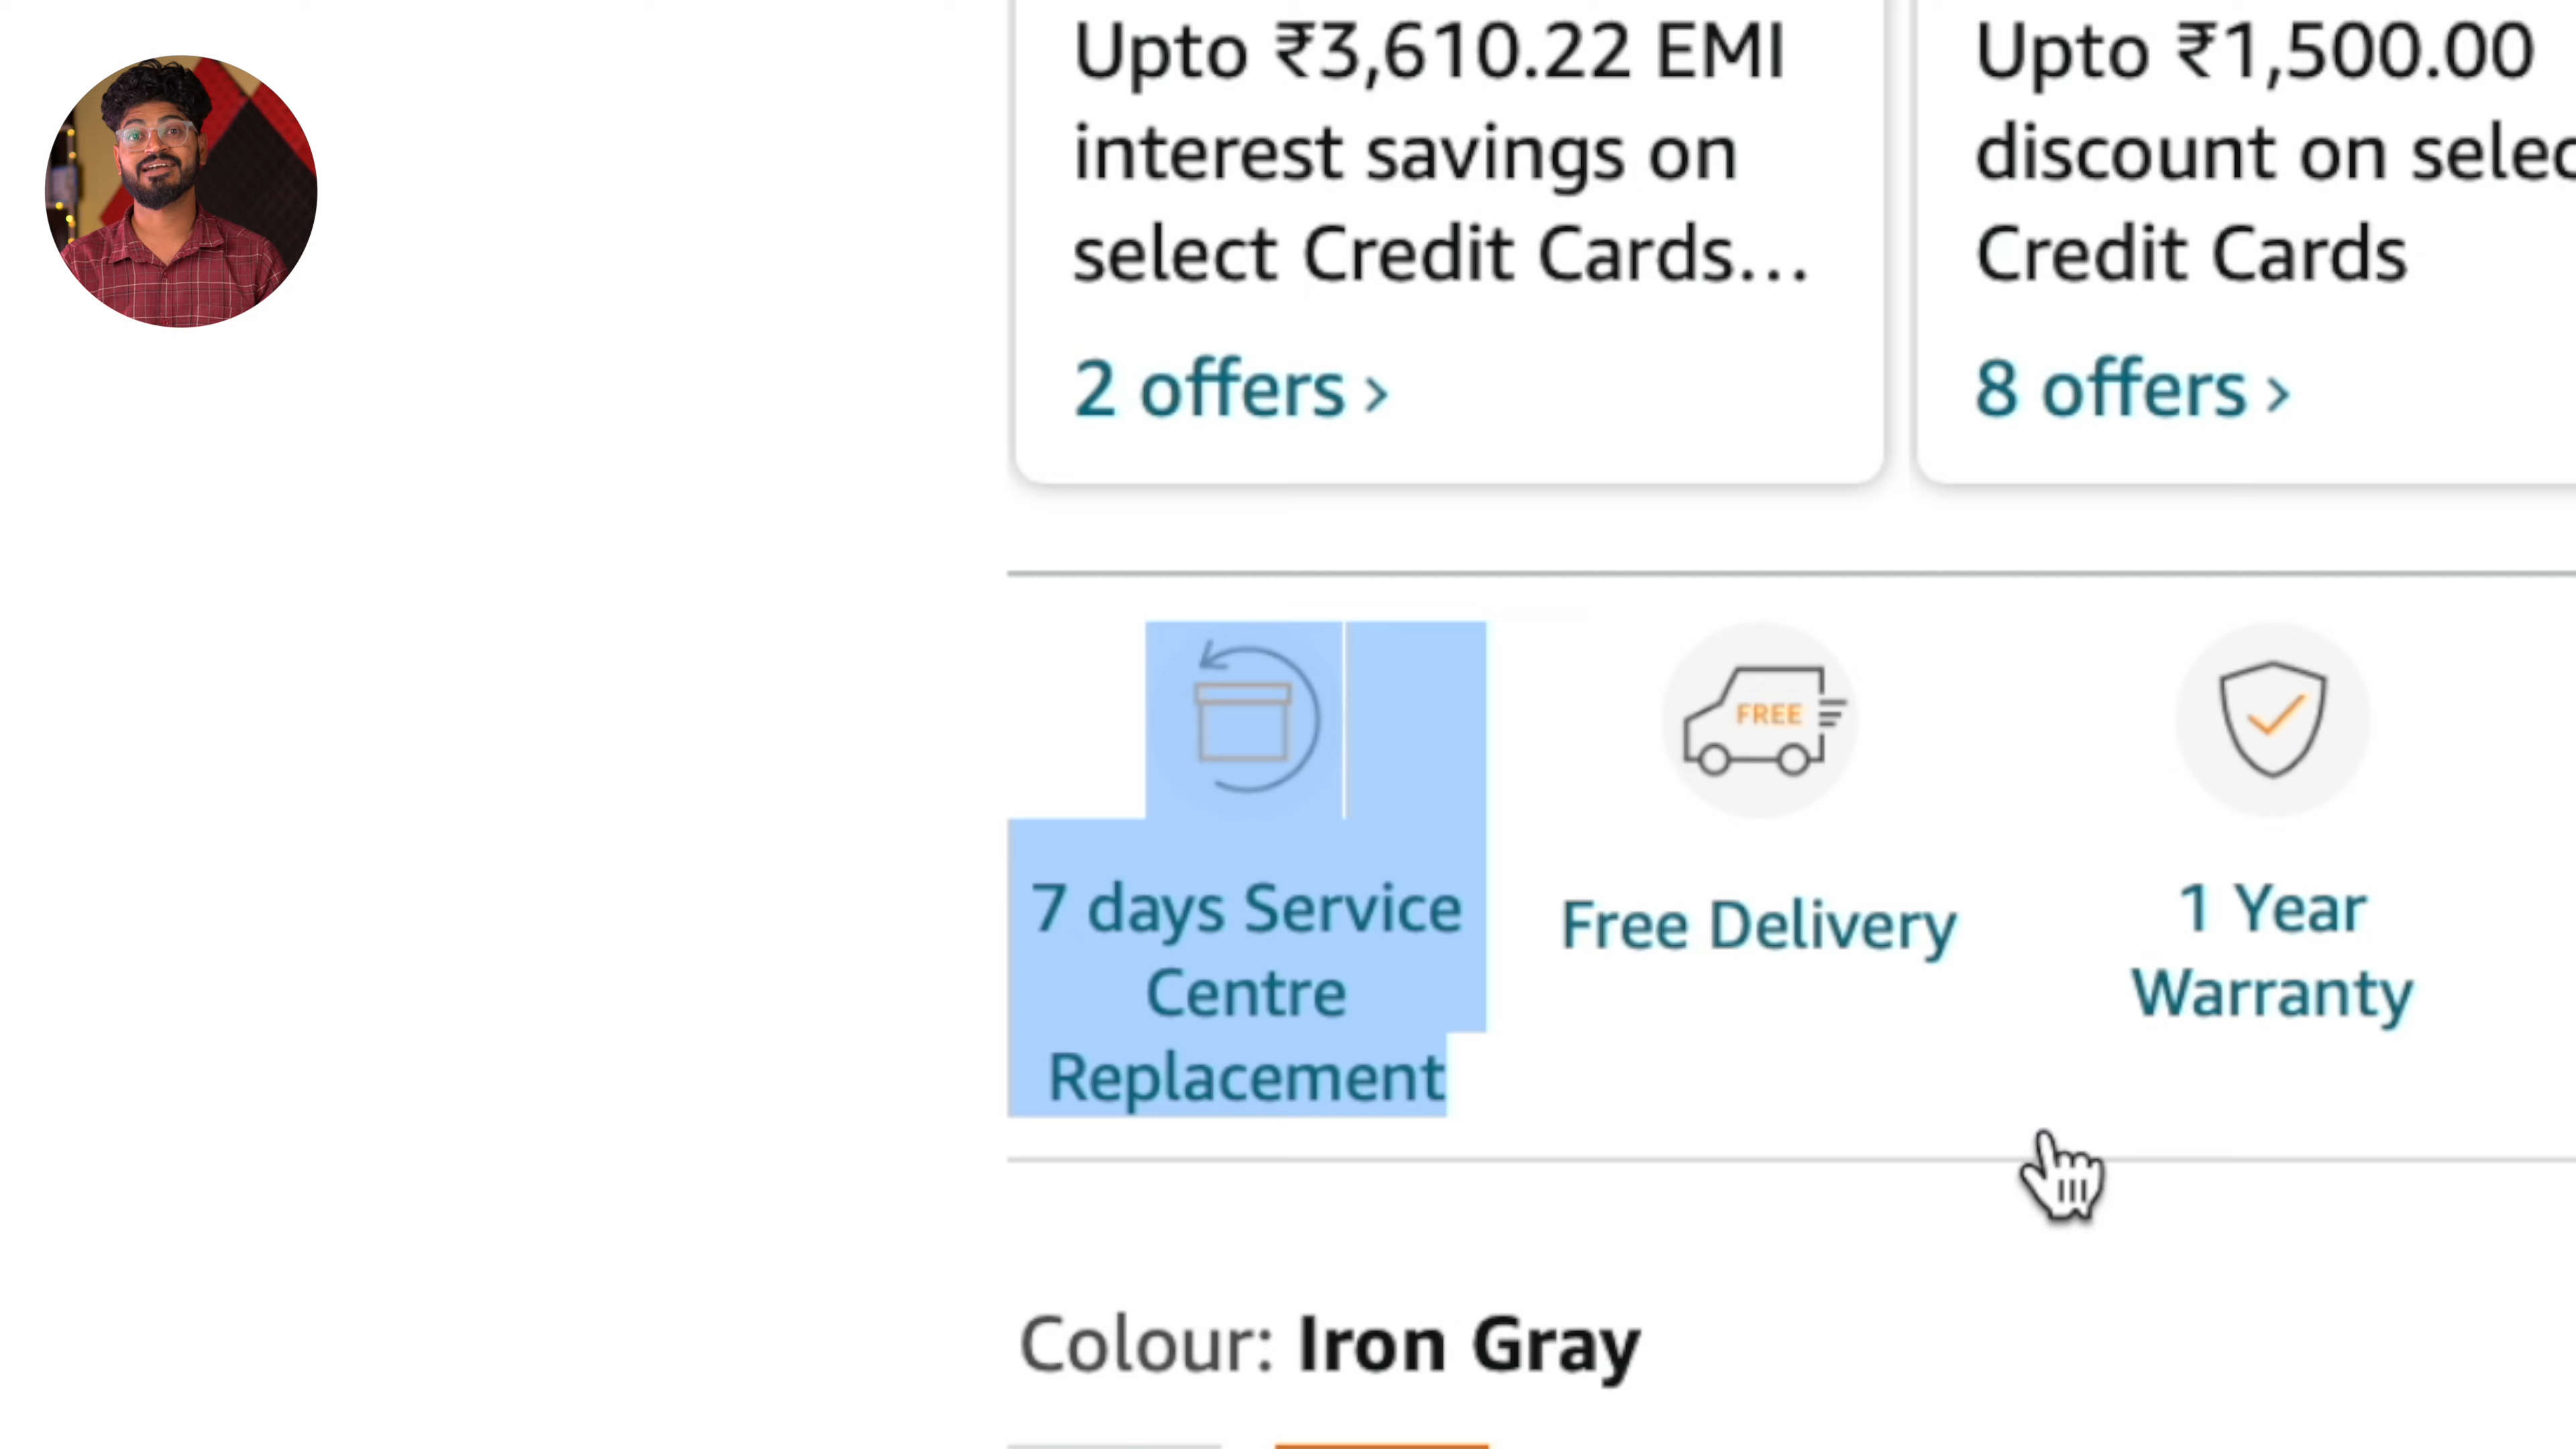 Upto ₹3,610.22 EMI
interest savings on
select Credit Cards...
2 offers ›
Upto ₹1,500.00
discount on selec
Credit Cards
8 offers ›
FREE
7 days Service
Centre
Replacement
Free Delivery
1 Year
Warranty
Colour: Iron Gray